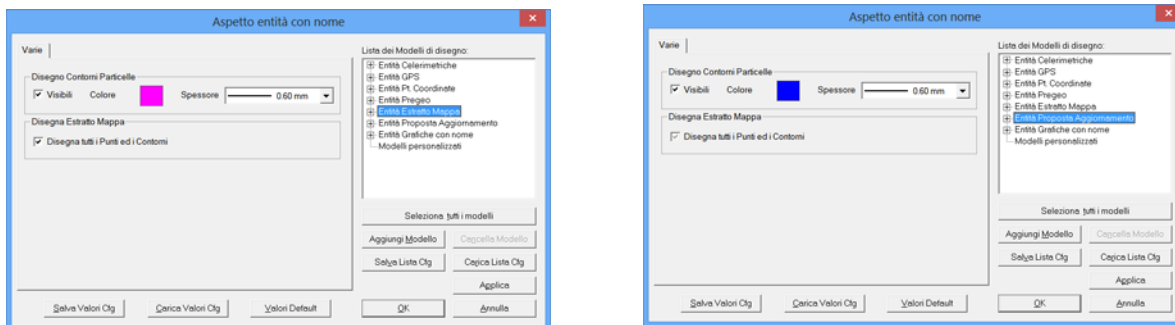 Aspetto entità con nome
Varie
Disegno Contorni Particelle
Visibili Colore Spessore 0.60 mm
Disegna Estratto Mappa
Disegna tutti i Punti ed i Contorni
Lista dei Modelli di disegno:
Entità Celerimetriche
Entità GPS
Entità Pt. Coordinate
Entità Pregeo
Entità Estratto Mappa
Entità Proposta Aggiornamento
Entità Grafiche con nome
Modelli personalizzati
Seleziona tutti i modelli
Aggiungi Modello Cancella Modello
Salva Lista Cfg Carica Lista Cfg
Applica
Salva Valori Cfg Carica Valori Cfg Valori Default OK Annulla
Aspetto entità con nome
Varie
Disegno Contorni Particelle
Visibili Colore Spessore 0.60 mm
Disegna Estratto Mappa
Disegna tutti i Punti ed i Contorni
Lista dei Modelli di disegno:
Entità Celerimetriche
Entità GPS
Entità Pt. Coordinate
Entità Pregeo
Entità Estratto Mappa
Entità Proposta Aggiornamento
Entità Grafiche con nome
Modelli personalizzati
Seleziona tutti i modelli
Aggiungi Modello Cancella Modello
Salva Lista Cfg Carica Lista Cfg
Applica
Salva Valori Cfg Carica Valori Cfg Valori Default OK Annulla